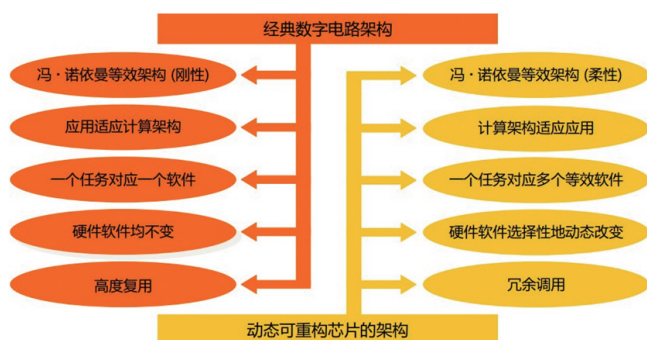 经典数字电路架构
冯·诺依曼等效架构 (刚性)
冯·诺依曼等效架构 (柔性)
应用适应计算架构
计算架构适应应用
一个任务对应一个软件
一个任务对应多个等效软件
硬件软件均不变
硬件软件选择性地动态改变
高度复用
冗余调用
动态可重构芯片的架构